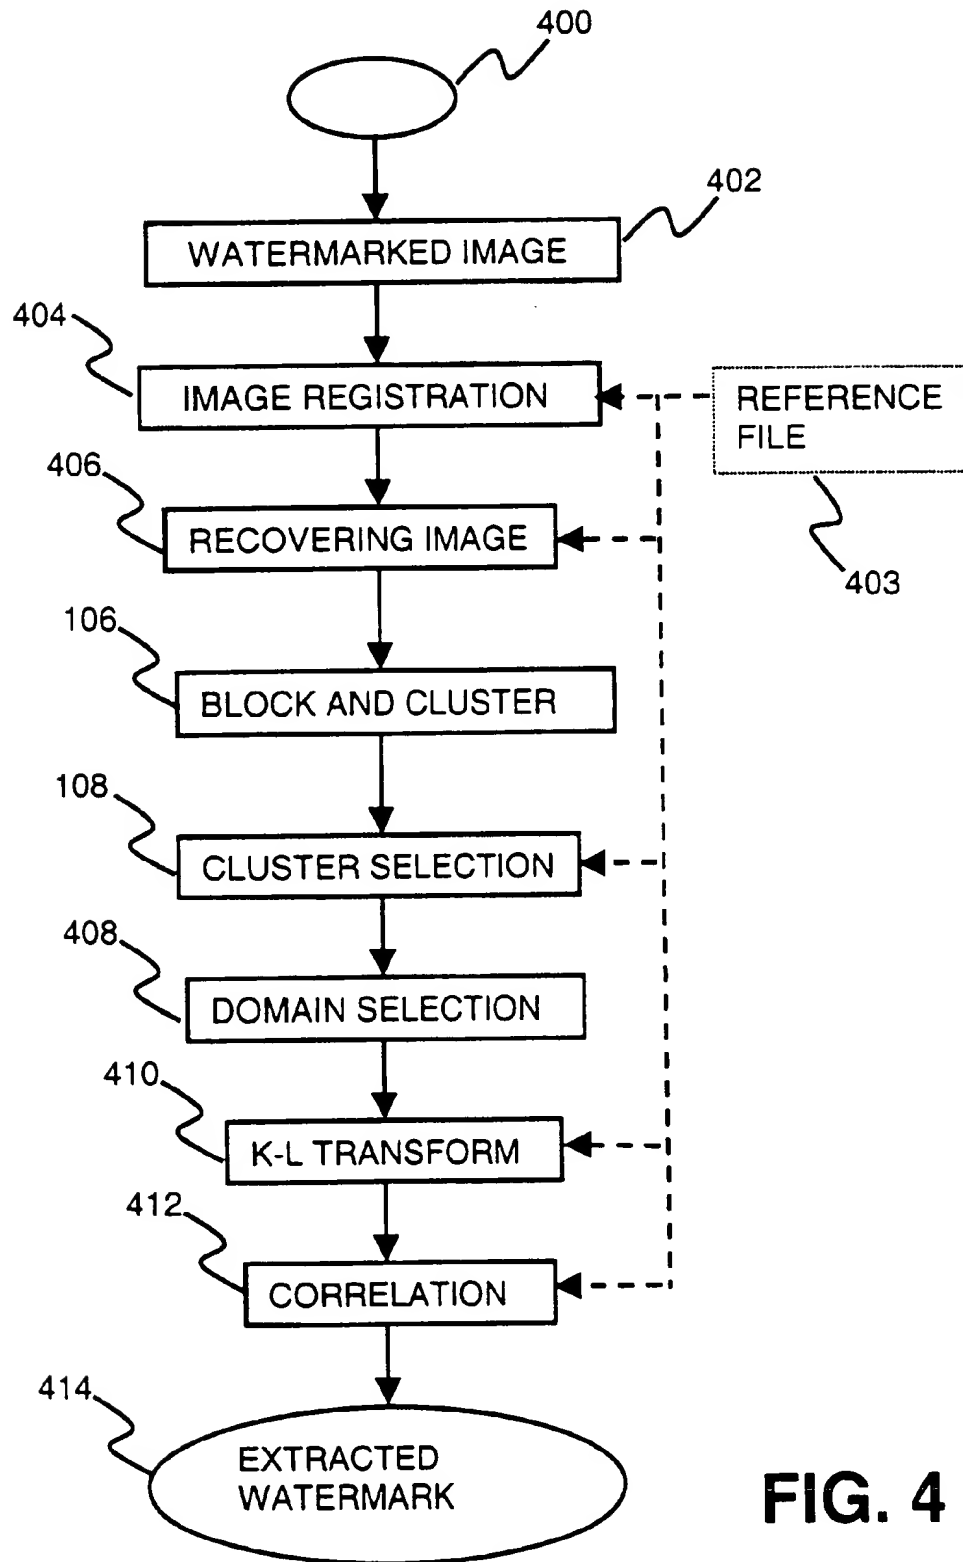 400
402
WATERMARKED IMAGE
404
IMAGE REGISTRATION
REFERENCE
FILE
406
RECOVERING IMAGE
403
106
BLOCK AND CLUSTER
108
CLUSTER SELECTION
408
DOMAIN SELECTION
410
K-L TRANSFORM
412
CORRELATION
414
EXTRACTED
WATERMARK
FIG. 4